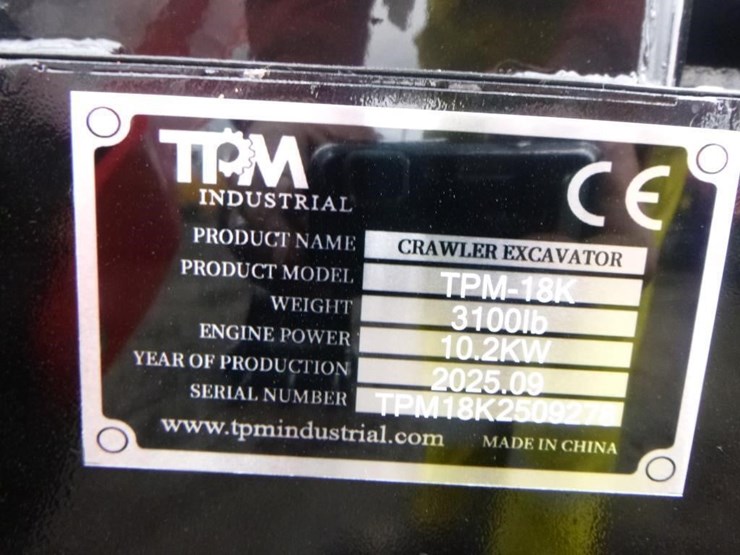 TPM
INDUSTRIAL
CE
PRODUCT NAME CRAWLER EXCAVATOR
PRODUCT MODEL TPM-18K
WEIGHT 3100lb
ENGINE POWER 10.2KW
YEAR OF PRODUCTION 2025.09
SERIAL NUMBER
www.tpmindustrial.com MADE IN CHINA